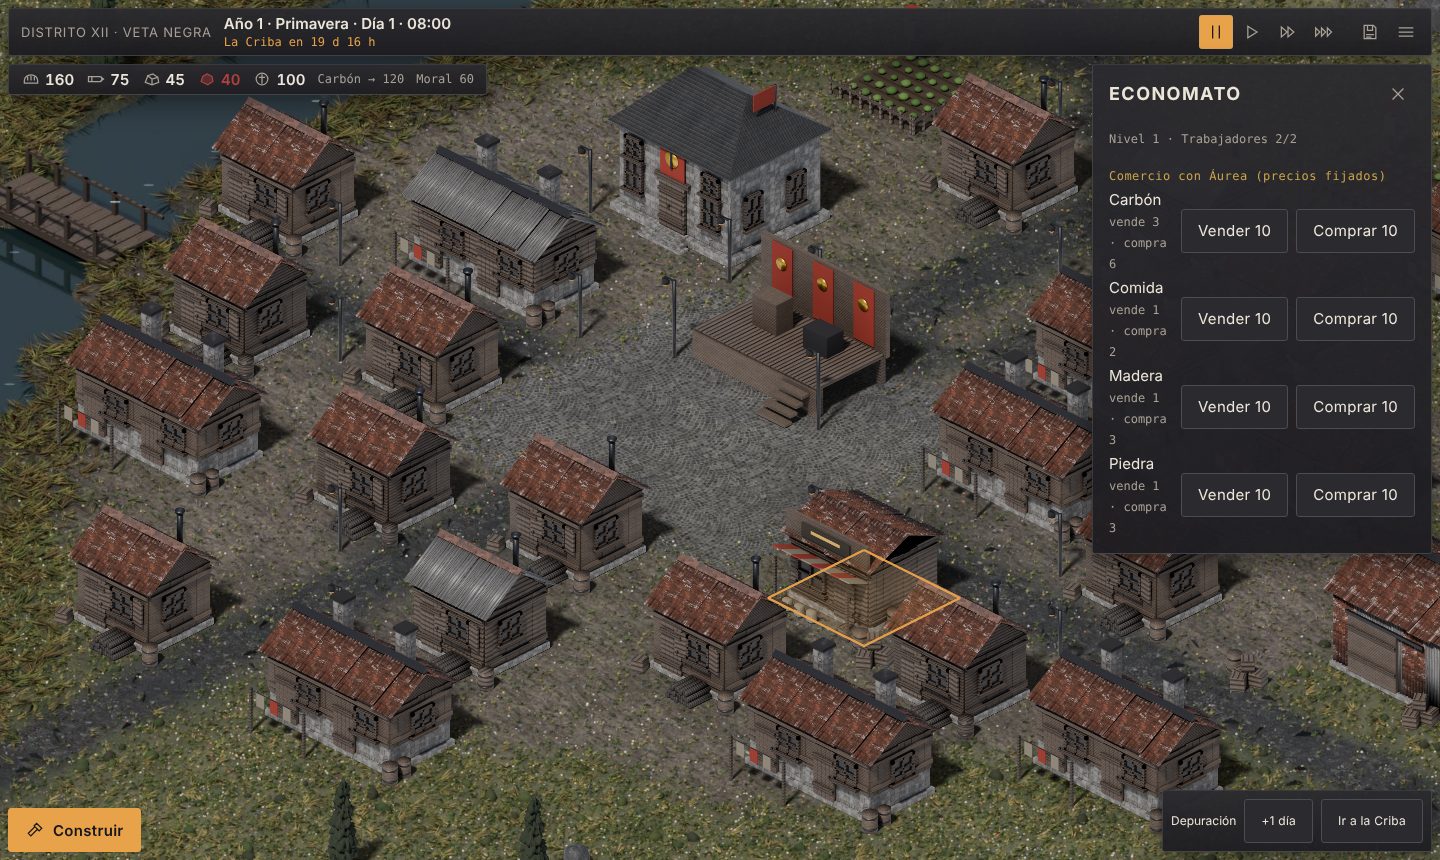 DISTRITO XII · VETA NEGRA
Año 1 · Primavera · Día 1 · 08:00
La Criba en 19 d 16 h
160 75 45 40 100 Carbón → 120 Moral 60
ECONOMATO
Nivel 1 · Trabajadores 2/2
Comercio con Áurea (precios fijados)
Carbón
vende 3
· compra
6
Vender 10
Comprar 10
Comida
vende 1
· compra
2
Vender 10
Comprar 10
Madera
vende 1
· compra
3
Vender 10
Comprar 10
Piedra
vende 1
· compra
3
Vender 10
Comprar 10
Construir
Depuración
+1 día
Ir a la Criba